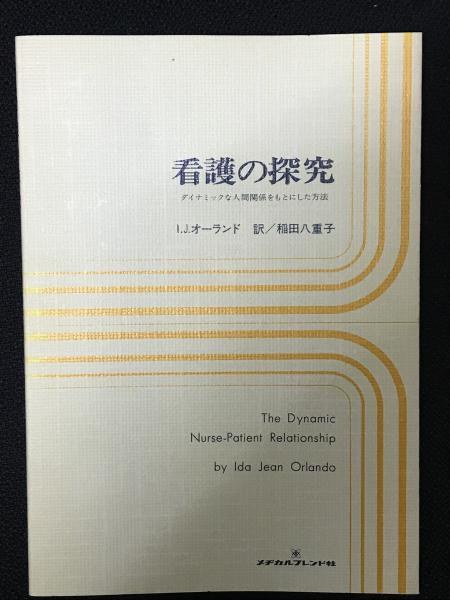 看護の探究
ダイナミックな人間関係をもとにした方法
I.J.オーランド 訳／稲田八重子
The Dynamic
Nurse-Patient Relationship
by Ida Jean Orlando
メヂカルフレンド社